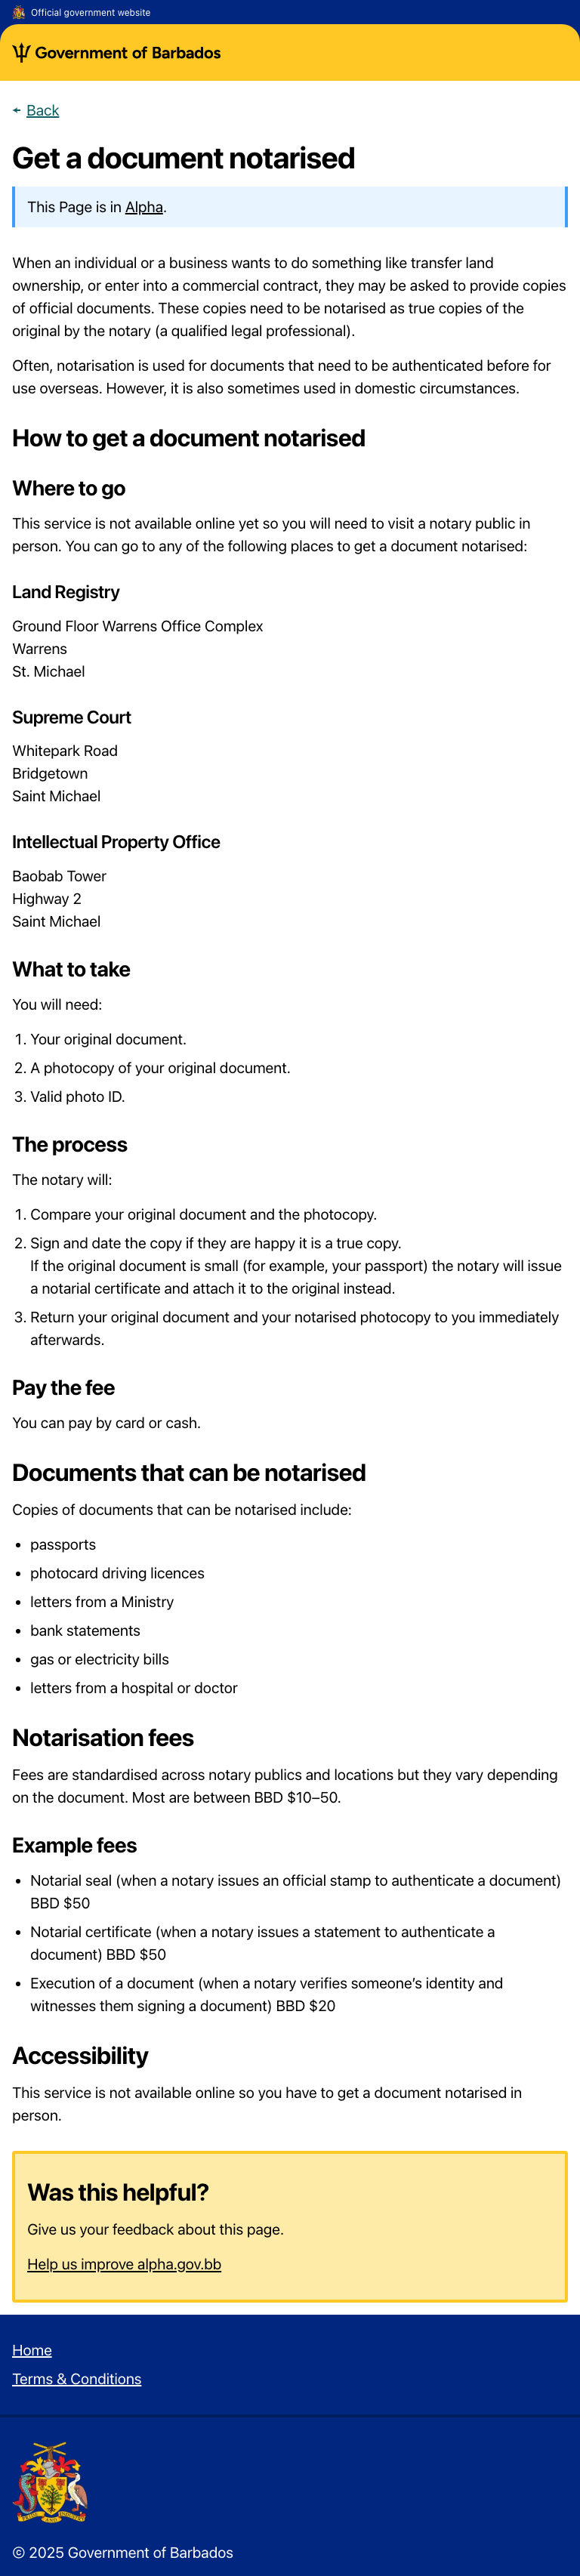 Official government website
Government of Barbados
Back
Get a document notarised
This Page is in Alpha.
When an individual or a business wants to do something like transfer land
ownership, or enter into a commercial contract, they may be asked to provide copies
of official documents. These copies need to be notarised as true copies of the
original by the notary (a qualified legal professional).
Often, notarisation is used for documents that need to be authenticated before for
use overseas. However, it is also sometimes used in domestic circumstances.
How to get a document notarised
Where to go
This service is not available online yet so you will need to visit a notary public in
person. You can go to any of the following places to get a document notarised:
Land Registry
Ground Floor Warrens Office Complex
Warrens
St. Michael
Supreme Court
Whitepark Road
Bridgetown
Saint Michael
Intellectual Property Office
Baobab Tower
Highway 2
Saint Michael
What to take
You will need:
1. Your original document.
2. A photocopy of your original document.
3. Valid photo ID.
The process
The notary will:
1. Compare your original document and the photocopy.
2. Sign and date the copy if they are happy it is a true copy.
If the original document is small (for example, your passport) the notary will issue
a notarial certificate and attach it to the original instead.
3. Return your original document and your notarised photocopy to you immediately
afterwards.
Pay the fee
You can pay by card or cash.
Documents that can be notarised
Copies of documents that can be notarised include:
• passports
• photocard driving licences
• letters from a Ministry
• bank statements
• gas or electricity bills
• letters from a hospital or doctor
Notarisation fees
Fees are standardised across notary publics and locations but they vary depending
on the document. Most are between BBD $10–50.
Example fees
• Notarial seal (when a notary issues an official stamp to authenticate a document)
BBD $50
• Notarial certificate (when a notary issues a statement to authenticate a
document) BBD $50
• Execution of a document (when a notary verifies someone’s identity and
witnesses them signing a document) BBD $20
Accessibility
This service is not available online so you have to get a document notarised in
person.
Was this helpful?
Give us your feedback about this page.
Help us improve alpha.gov.bb
Home
Terms & Conditions
PRIDE AND INDUSTRY
© 2025 Government of Barbados